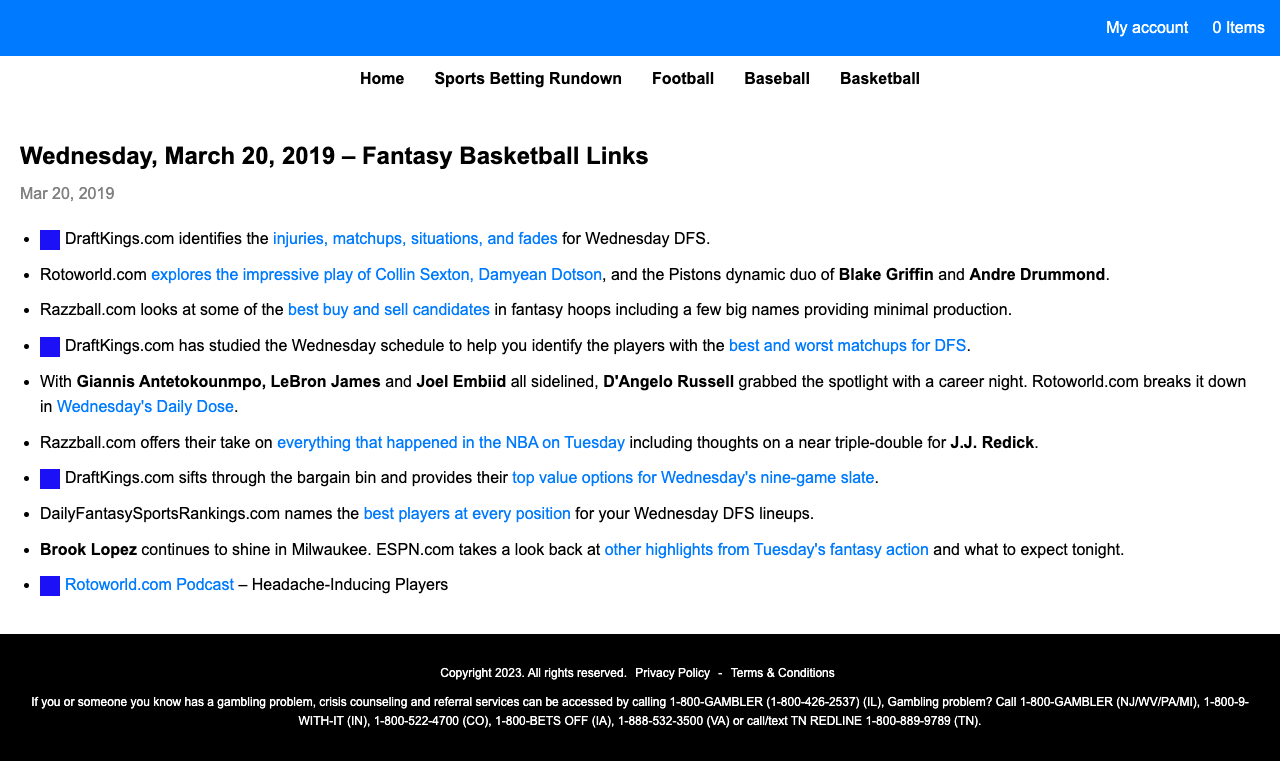 My account 0 Items
Home Sports Betting Rundown Football Baseball Basketball
Wednesday, March 20, 2019 – Fantasy Basketball Links
Mar 20, 2019
• DraftKings.com identifies the injuries, matchups, situations, and fades for Wednesday DFS.
• Rotoworld.com explores the impressive play of Collin Sexton, Damyean Dotson, and the Pistons dynamic duo of Blake Griffin and Andre Drummond.
• Razzball.com looks at some of the best buy and sell candidates in fantasy hoops including a few big names providing minimal production.
• DraftKings.com has studied the Wednesday schedule to help you identify the players with the best and worst matchups for DFS.
• With Giannis Antetokounmpo, LeBron James and Joel Embiid all sidelined, D'Angelo Russell grabbed the spotlight with a career night. Rotoworld.com breaks it down
in Wednesday's Daily Dose.
• Razzball.com offers their take on everything that happened in the NBA on Tuesday including thoughts on a near triple-double for J.J. Redick.
• DraftKings.com sifts through the bargain bin and provides their top value options for Wednesday's nine-game slate.
• DailyFantasySportsRankings.com names the best players at every position for your Wednesday DFS lineups.
• Brook Lopez continues to shine in Milwaukee. ESPN.com takes a look back at other highlights from Tuesday's fantasy action and what to expect tonight.
• Rotoworld.com Podcast – Headache-Inducing Players
Copyright 2023. All rights reserved. Privacy Policy - Terms & Conditions
If you or someone you know has a gambling problem, crisis counseling and referral services can be accessed by calling 1-800-GAMBLER (1-800-426-2537) (IL), Gambling problem? Call 1-800-GAMBLER (NJ/WV/PA/MI), 1-800-9-
WITH-IT (IN), 1-800-522-4700 (CO), 1-800-BETS OFF (IA), 1-888-532-3500 (VA) or call/text TN REDLINE 1-800-889-9789 (TN).